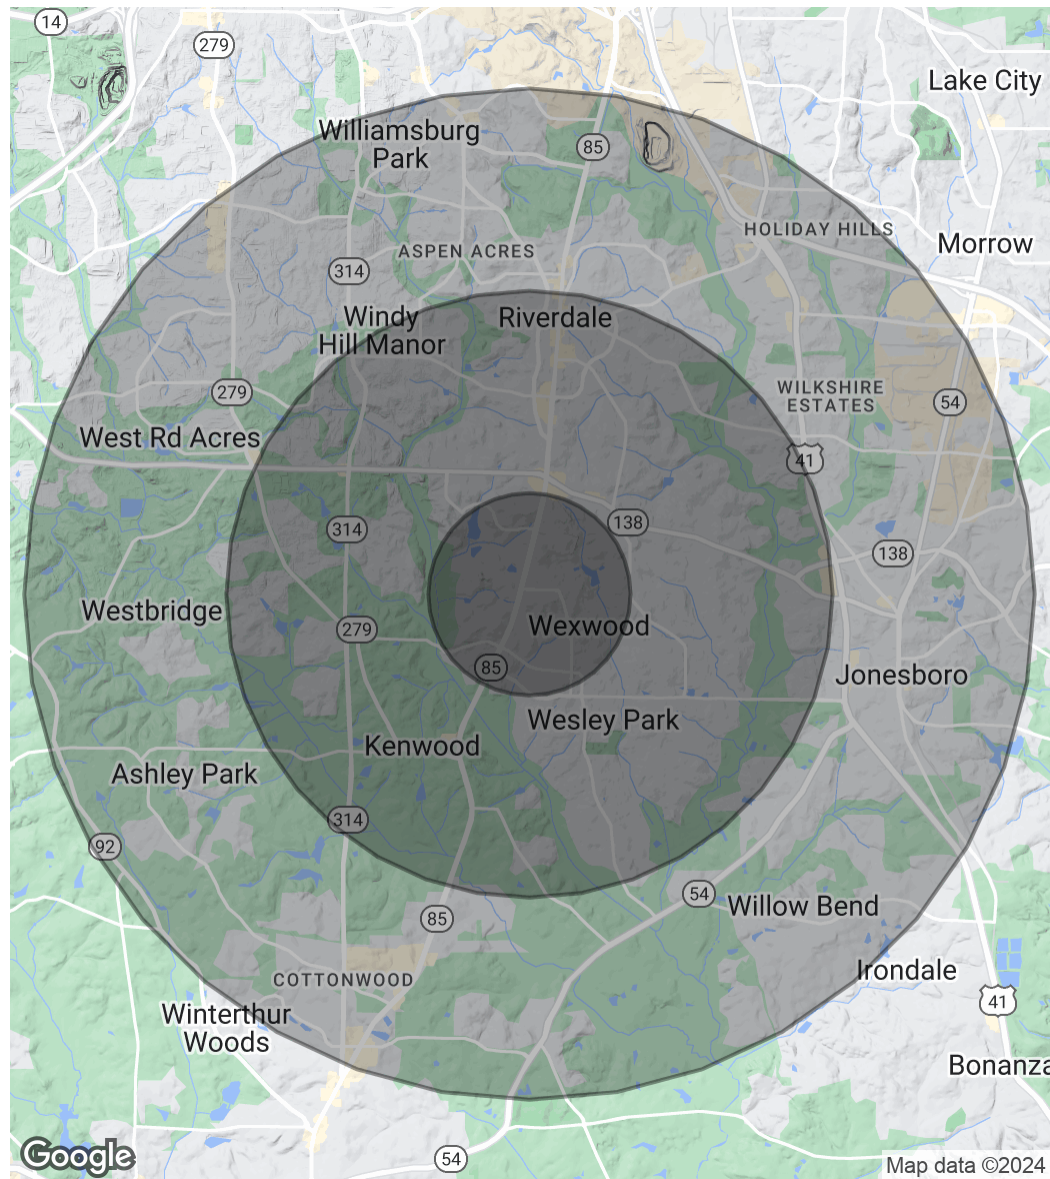 14
279
85
Lake City
Williamsburg
Park
HOLIDAY HILLS
Morrow
ASPEN ACRES
314
Windy
Hill Manor
Riverdale
279
WILKSHIRE
ESTATES
54
West Rd Acres
41
314
138
138
Westbridge
279
Wexwood
85
Jonesboro
Wesley Park
Kenwood
Ashley Park
314
92
54
Willow Bend
85
COTTONWOOD
Irondale
41
Winterthur
Woods
Bonanza
Google
54
Map data ©2024